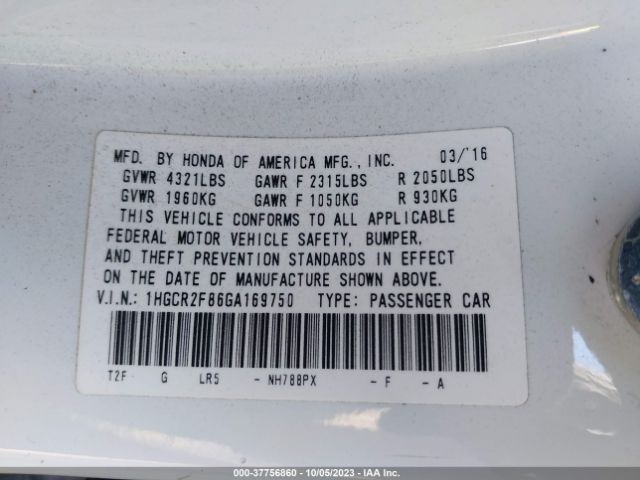 MFD. BY HONDA OF AMERICA MFG., INC. 03/'16
GVWR 4321LBS GAWR F 2315LBS R 2050LBS
GVWR 1960KG GAWR F 1050KG R 930KG
THIS VEHICLE CONFORMS TO ALL APPLICABLE
FEDERAL MOTOR VEHICLE SAFETY, BUMPER,
AND THEFT PREVENTION STANDARDS IN EFFECT
ON THE DATE OF MANUFACTURE SHOWN ABOVE.
V.I.N.: 1HGCR2F86GA169750 TYPE: PASSENGER CAR
T2F G LR5 - NH788PX - F - A
000-37756860 - 10/05/2023 - IAA Inc.